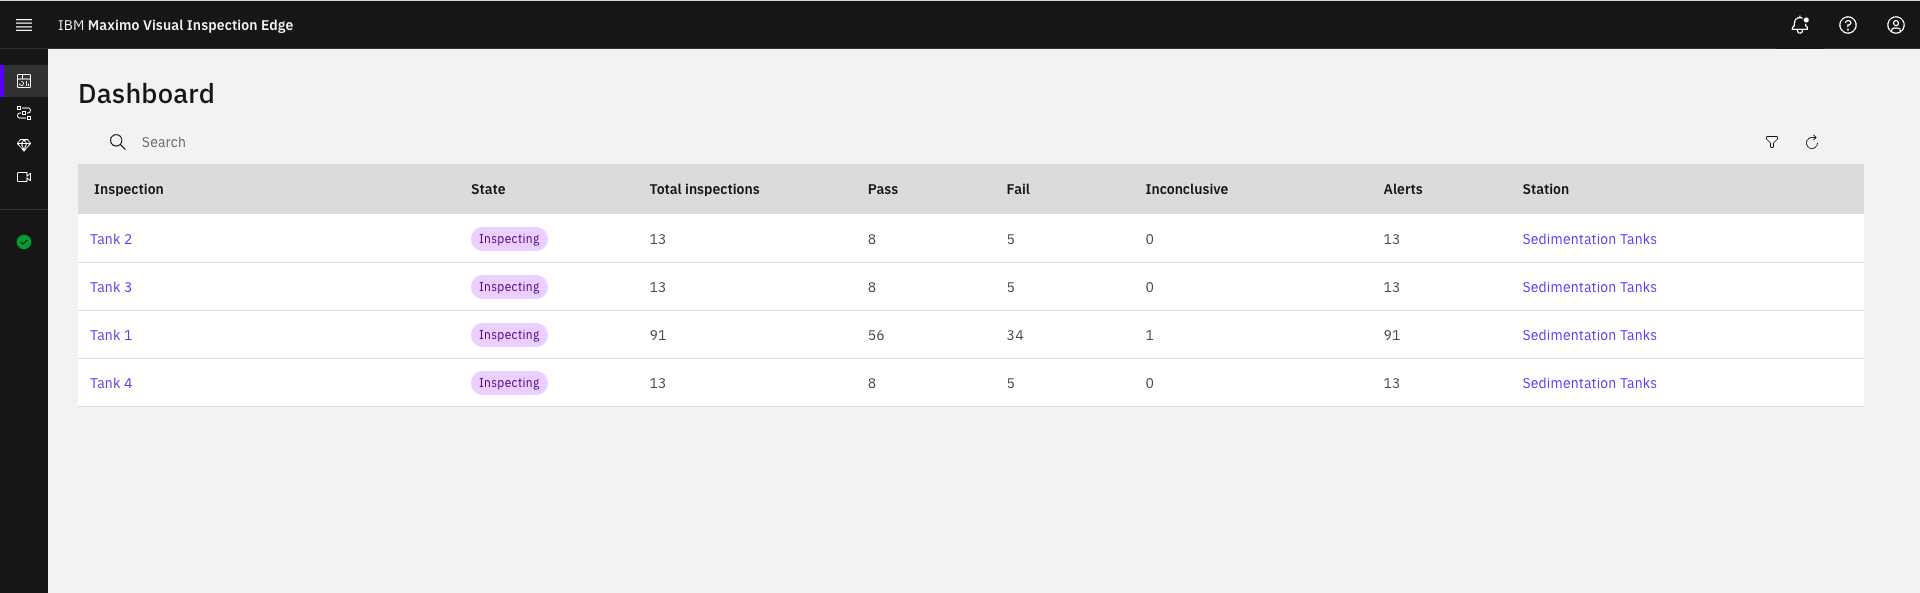 IBM Maximo Visual Inspection Edge
Dashboard
Search
Inspection State Total inspections Pass Fail Inconclusive Alerts Station
Tank 2 Inspecting 13 8 5 0 13 Sedimentation Tanks
Tank 3 Inspecting 13 8 5 0 13 Sedimentation Tanks
Tank 1 Inspecting 91 56 34 1 91 Sedimentation Tanks
Tank 4 Inspecting 13 8 5 0 13 Sedimentation Tanks